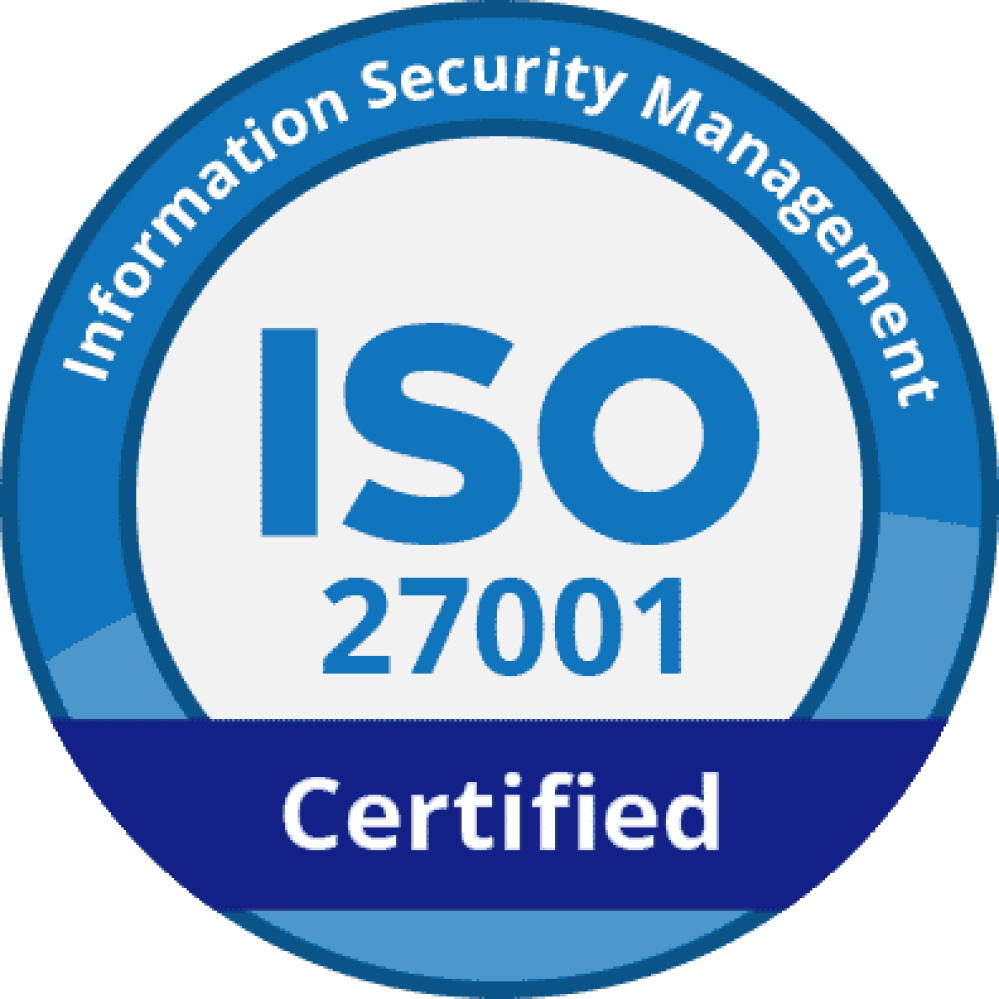 Information Security Management
ISO
27001
Certified